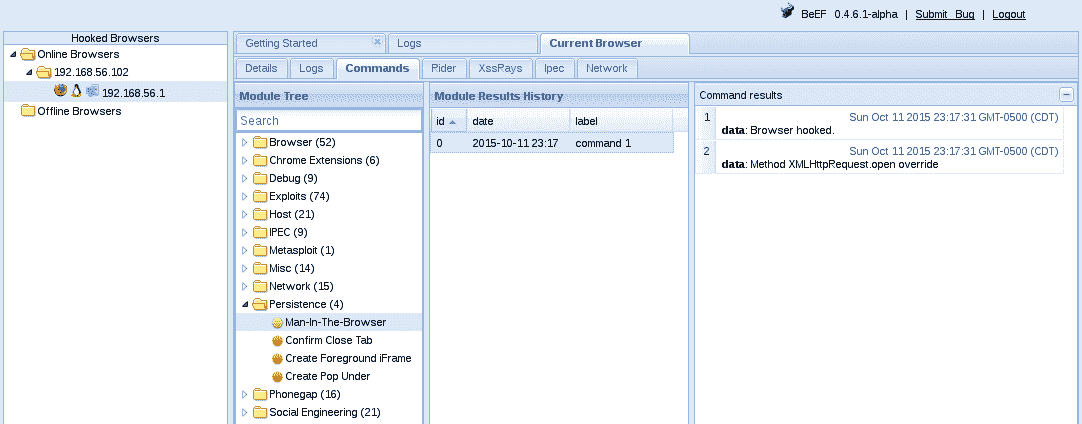 BeEF 0.4.6.1-alpha | Submit Bug | Logout
Hooked Browsers
Online Browsers
192.168.56.102
192.168.56.1
Offline Browsers
Getting Started
Logs
Current Browser
Details
Logs
Commands
Rider
XssRays
Ipec
Network
Module Tree
Search
Browser (52)
Chrome Extensions (6)
Debug (9)
Exploits (74)
Host (21)
IPEC (9)
Metasploit (1)
Misc (14)
Network (15)
Persistence (4)
Man-In-The-Browser
Confirm Close Tab
Create Foreground iFrame
Create Pop Under
Phonegap (16)
Social Engineering (21)
Module Results History
id date label
0 2015-10-11 23:17 command 1
Command results
1 Sun Oct 11 2015 23:17:31 GMT-0500 (CDT)
data: Browser hooked.
2 Sun Oct 11 2015 23:17:31 GMT-0500 (CDT)
data: Method XMLHttpRequest.open override